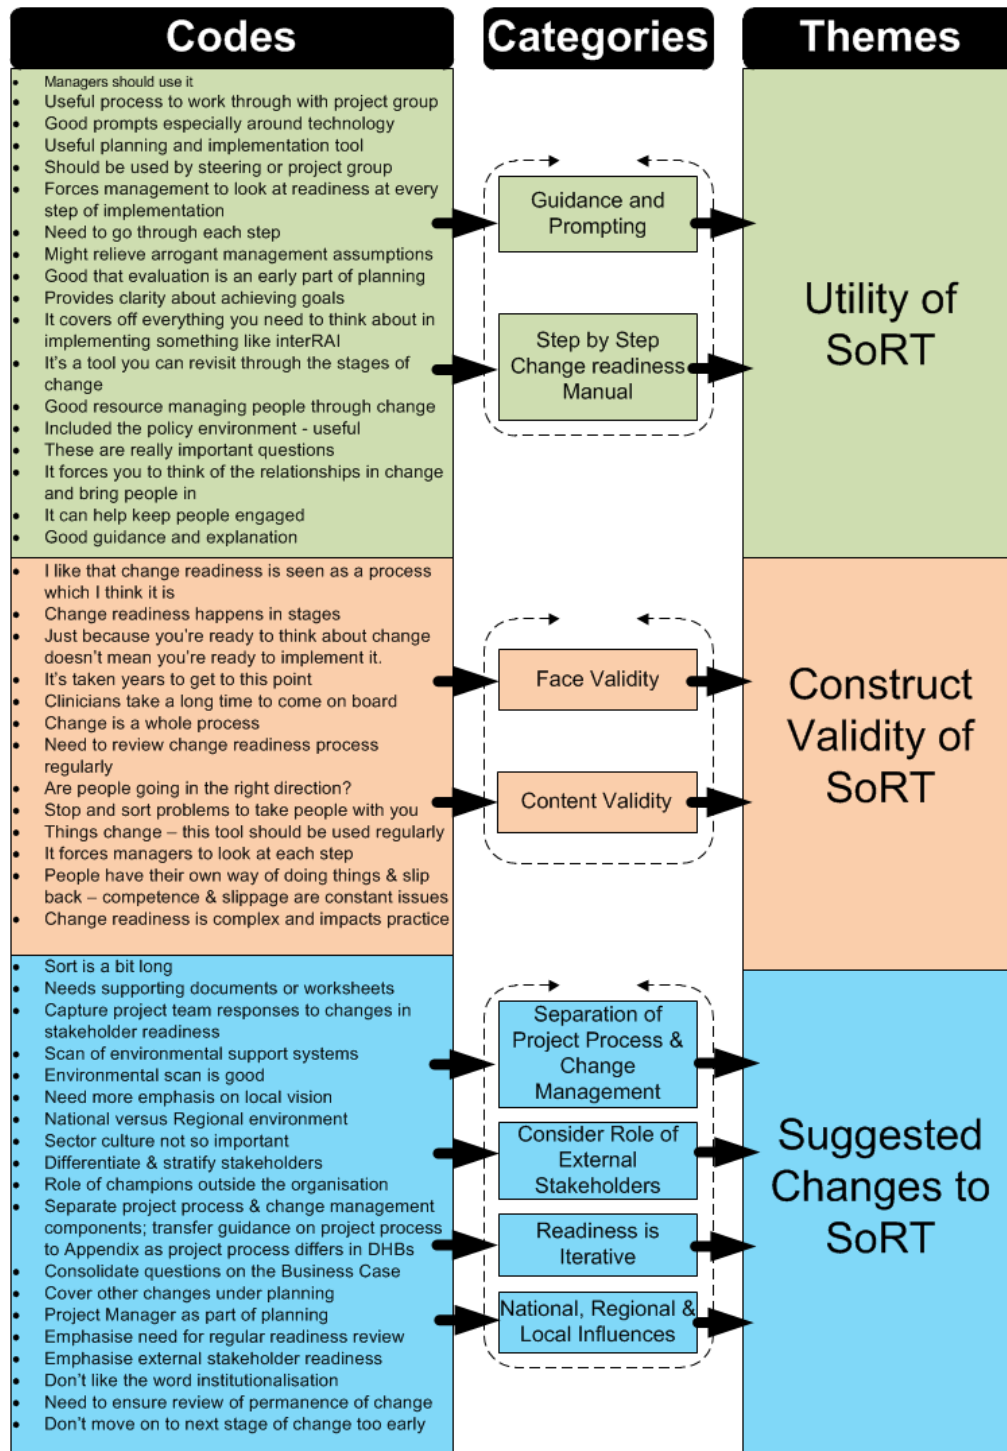 Codes
Categories
Themes
Managers should use it
Useful process to work through with project group
Good prompts especially around technology
Useful planning and implementation tool
Should be used by steering or project group
Forces management to look at readiness at every
step of implementation
Need to go through each step
Might relieve arrogant management assumptions
Good that evaluation is an early part of planning
Provides clarity about achieving goals
It covers off everything you need to think about in
implementing something like interRAI
It's a tool you can revisit through the stages of
change
Good resource managing people through change
Included the policy environment - useful
These are really important questions
It forces you to think of the relationships in change
and bring people in
It can help keep people engaged
Good guidance and explanation
Guidance and
Prompting
Step by Step
Change readiness
Manual
Utility of
SoRT
I like that change readiness is seen as a process
which I think it is
Change readiness happens in stages
Just because you're ready to think about change
doesn't mean you're ready to implement it.
It's taken years to get to this point
Clinicians take a long time to come on board
Change is a whole process
Need to review change readiness process
regularly
Are people going in the right direction?
Stop and sort problems to take people with you
Things change – this tool should be used regularly
It forces managers to look at each step
People have their own way of doing things & slip
back – competence & slippage are constant issues
Change readiness is complex and impacts practice
Face Validity
Content Validity
Construct
Validity of
SoRT
Sort is a bit long
Needs supporting documents or worksheets
Capture project team responses to changes in
stakeholder readiness
Scan of environmental support systems
Environmental scan is good
Need more emphasis on local vision
National versus Regional environment
Sector culture not so important
Differentiate & stratify stakeholders
Role of champions outside the organisation
Separate project process & change management
components; transfer guidance on project process
to Appendix as project process differs in DHBs
Consolidate questions on the Business Case
Cover other changes under planning
Project Manager as part of planning
Emphasise need for regular readiness review
Emphasise external stakeholder readiness
Don't like the word institutionalisation
Need to ensure review of permanence of change
Don't move on to next stage of change too early
Separation of
Project Process &
Change
Management
Consider Role of
External
Stakeholders
Readiness is
Iterative
National, Regional &
Local Influences
Suggested
Changes to
SoRT